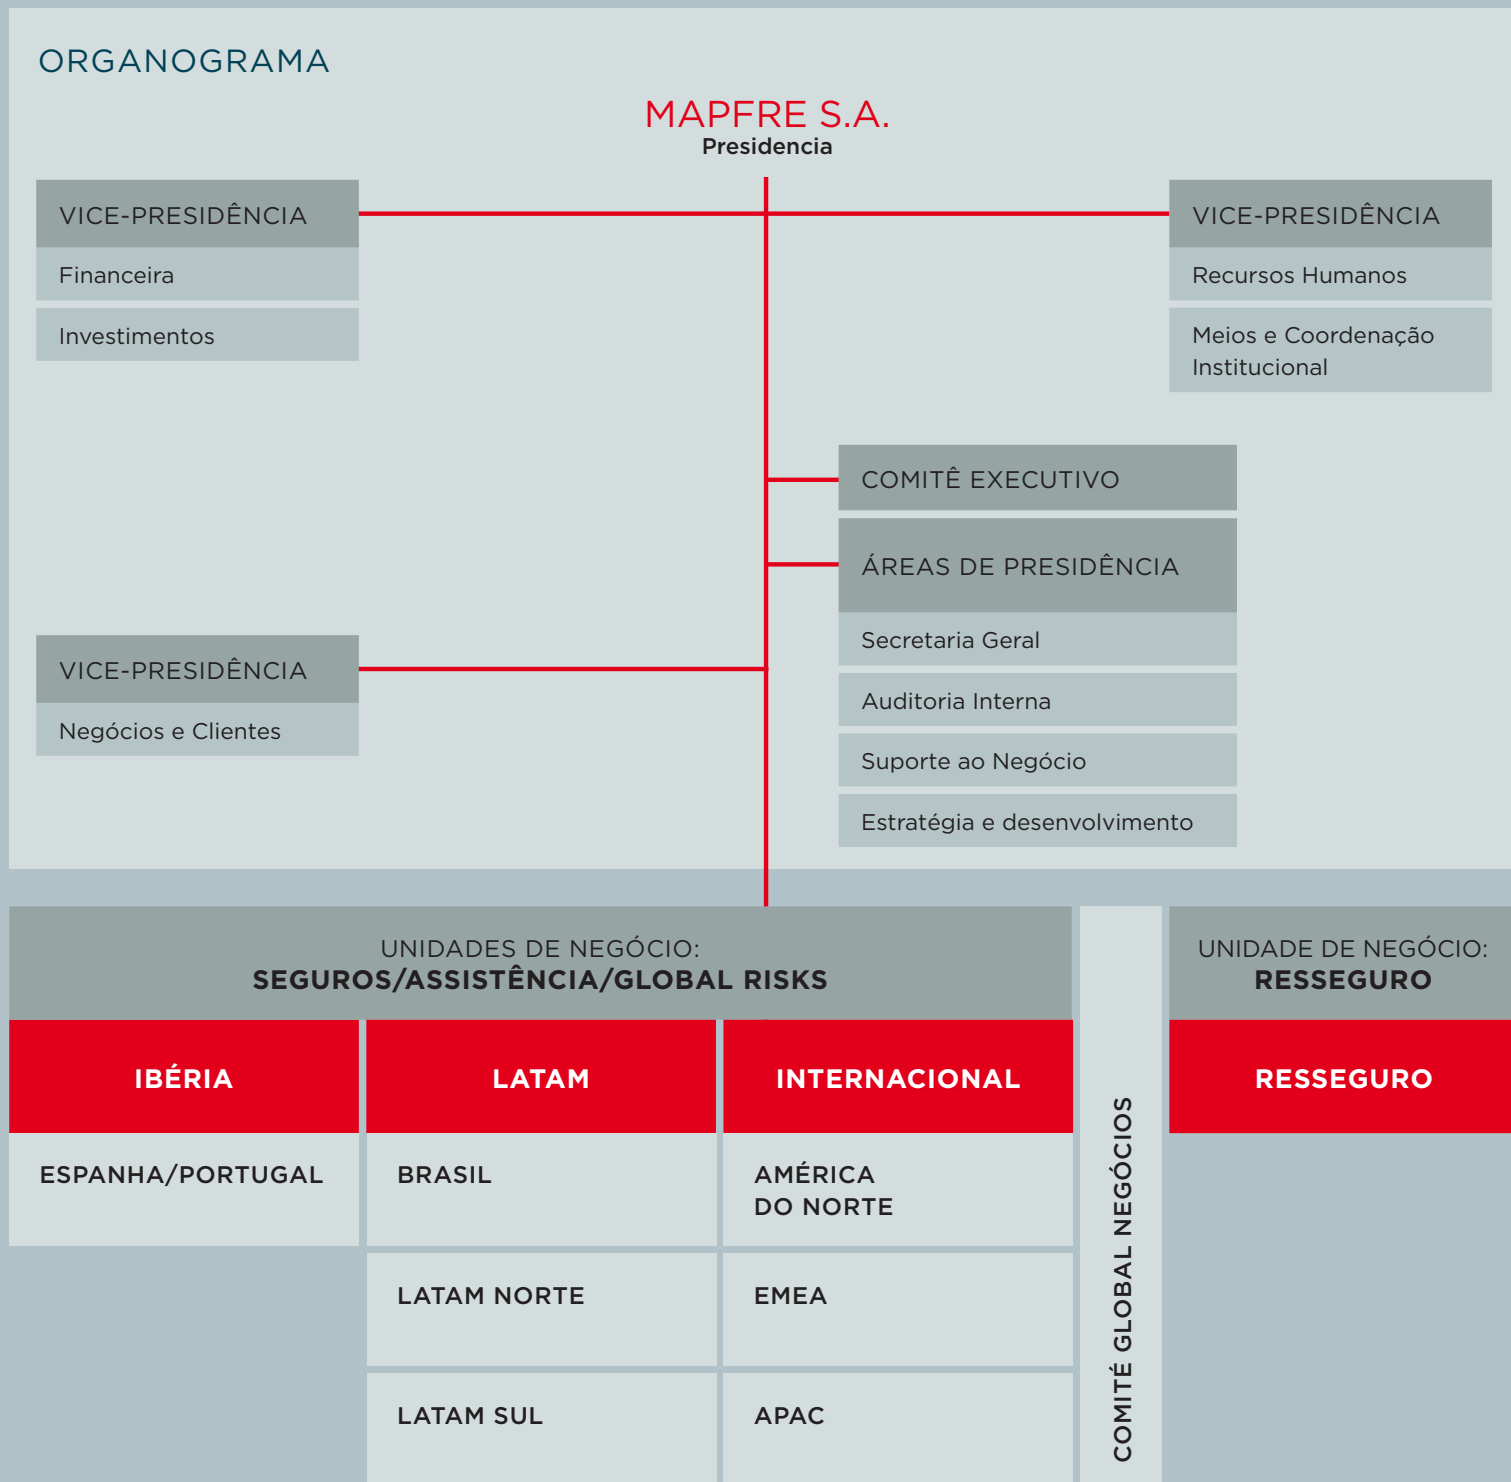 ORGANOGRAMA
MAPFRE S.A.
Presidencia
VICE-PRESIDÊNCIA
Financeira
Investimentos
VICE-PRESIDÊNCIA
Recursos Humanos
Meios e Coordenação
Institucional
COMITÊ EXECUTIVO
ÁREAS DE PRESIDÊNCIA
Secretaria Geral
Auditoria Interna
Suporte ao Negócio
Estratégia e desenvolvimento
VICE-PRESIDÊNCIA
Negócios e Clientes
UNIDADES DE NEGÓCIO:
SEGUROS/ASSISTÊNCIA/GLOBAL RISKS
IBÉRIA
ESPANHA/PORTUGAL
LATAM
BRASIL
LATAM NORTE
LATAM SUL
INTERNACIONAL
AMÉRICA
DO NORTE
EMEA
APAC
COMITÉ GLOBAL NEGÓCIOS
UNIDADE DE NEGÓCIO:
RESSEGURO
RESSEGURO